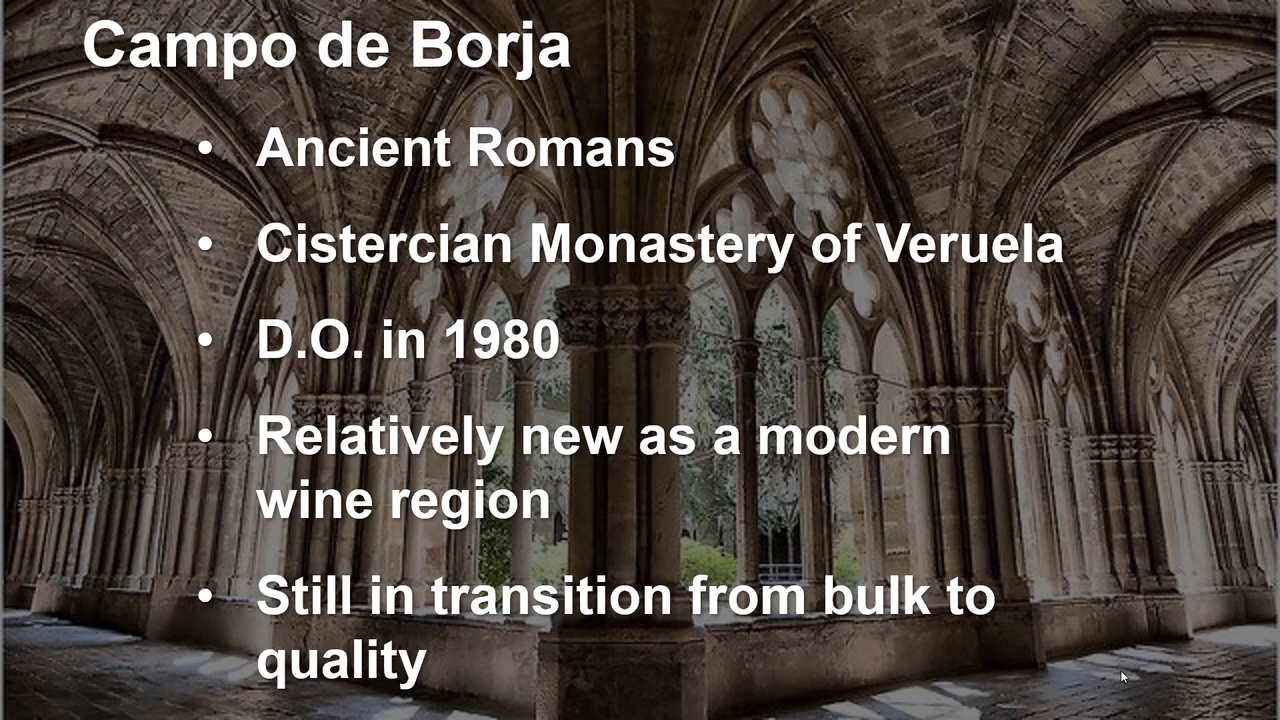 Campo de Borja
• Ancient Romans
• Cistercian Monastery of Veruela
• D.O. in 1980
• Relatively new as a modern
wine region
• Still in transition from bulk to
quality